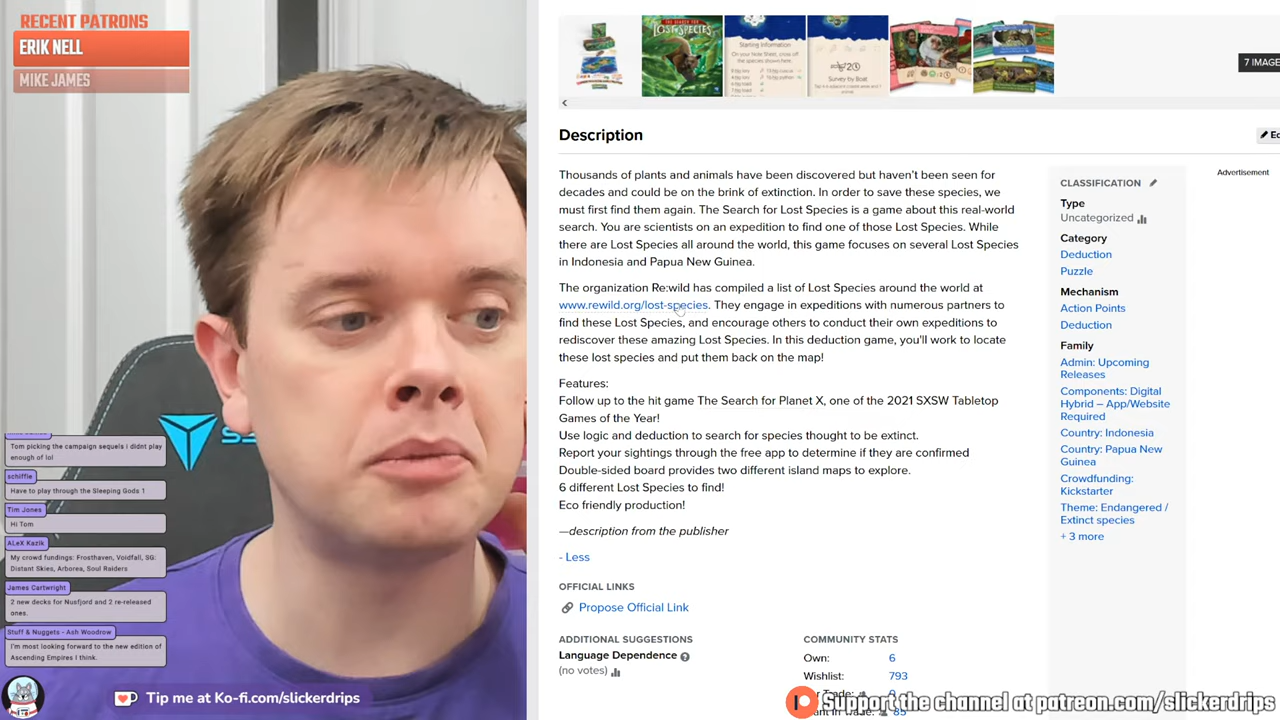 RECENT PATRONS
ERIK NELL
MIKE JAMES
LOST SPECIES
Starting Information
Survey by Boat
7 IMAGE
Description
Thousands of plants and animals have been discovered but haven't been seen for
decades and could be on the brink of extinction. In order to save these species, we
must first find them again. The Search for Lost Species is a game about this real-world
search. You are scientists on an expedition to find one of those Lost Species. While
there are Lost Species all around the world, this game focuses on several Lost Species
in Indonesia and Papua New Guinea.
The organization Re:wild has compiled a list of Lost Species around the world at
www.rewild.org/lost-species. They engage in expeditions with numerous partners to
find these Lost Species, and encourage others to conduct their own expeditions to
rediscover these amazing Lost Species. In this deduction game, you'll work to locate
these lost species and put them back on the map!
Features:
Follow up to the hit game The Search for Planet X, one of the 2021 SXSW Tabletop
Games of the Year!
Use logic and deduction to search for species thought to be extinct.
Report your sightings through the free app to determine if they are confirmed
Double-sided board provides two different island maps to explore.
6 different Lost Species to find!
Eco friendly production!
—description from the publisher
- Less
OFFICIAL LINKS
Propose Official Link
ADDITIONAL SUGGESTIONS
Language Dependence
(no votes)
COMMUNITY STATS
Own: 6
Wishlist: 793
85
CLASSIFICATION
Type
Uncategorized
Category
Deduction
Puzzle
Mechanism
Action Points
Deduction
Family
Admin: Upcoming
Releases
Components: Digital
Hybrid – App/Website
Required
Country: Indonesia
Country: Papua New
Guinea
Crowdfunding:
Kickstarter
Theme: Endangered /
Extinct species
+ 3 more
Advertisement
Tom picking the campaign sequels i didnt play
enough of lol
schiffie
Have to play through the Sleeping Gods 1
Tim Jones
Hi Tom
ALeX Kazik
My crowd fundings: Frosthaven, Voidfall, SG:
Distant Skies, Arborea, Soul Raiders
James Cartwright
2 new decks for Nusfjord and 2 re-released
ones.
Stuff & Nuggets - Ash Woodrow
I'm most looking forward to the new edition of
Ascending Empires I think.
Tip me at Ko-fi.com/slickerdrips
Support the channel at patreon.com/slickerdrips